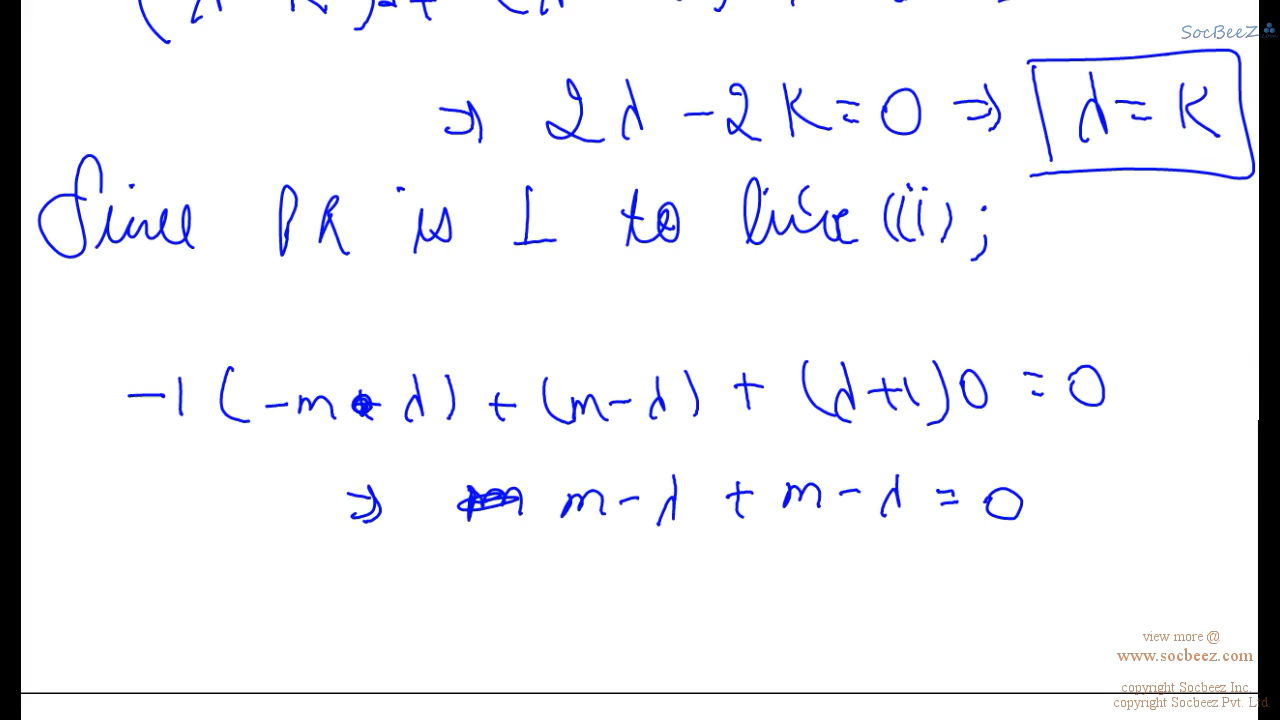 SocBeeZ.com
⇒ 2λ - 2K = 0 ⇒ λ = K
Since PR is ⊥ to line (ii);
-1 (-m + λ) + (m - λ) + (λ+1) 0 = 0
⇒ m - λ + m - λ = 0
view more @
www.socbeez.com
copyright Socbeez Inc.
copyright Socbeez Pvt. Ltd.